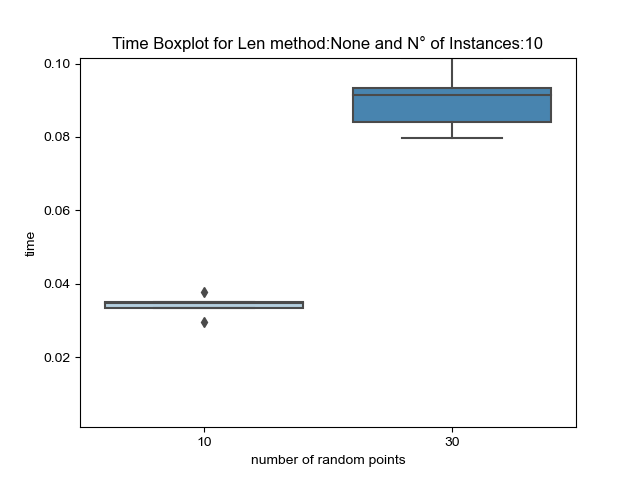 Time Boxplot for Len method:None and N° of Instances:10
0.10
0.08
0.06
0.04
0.02
time
10
30
number of random points